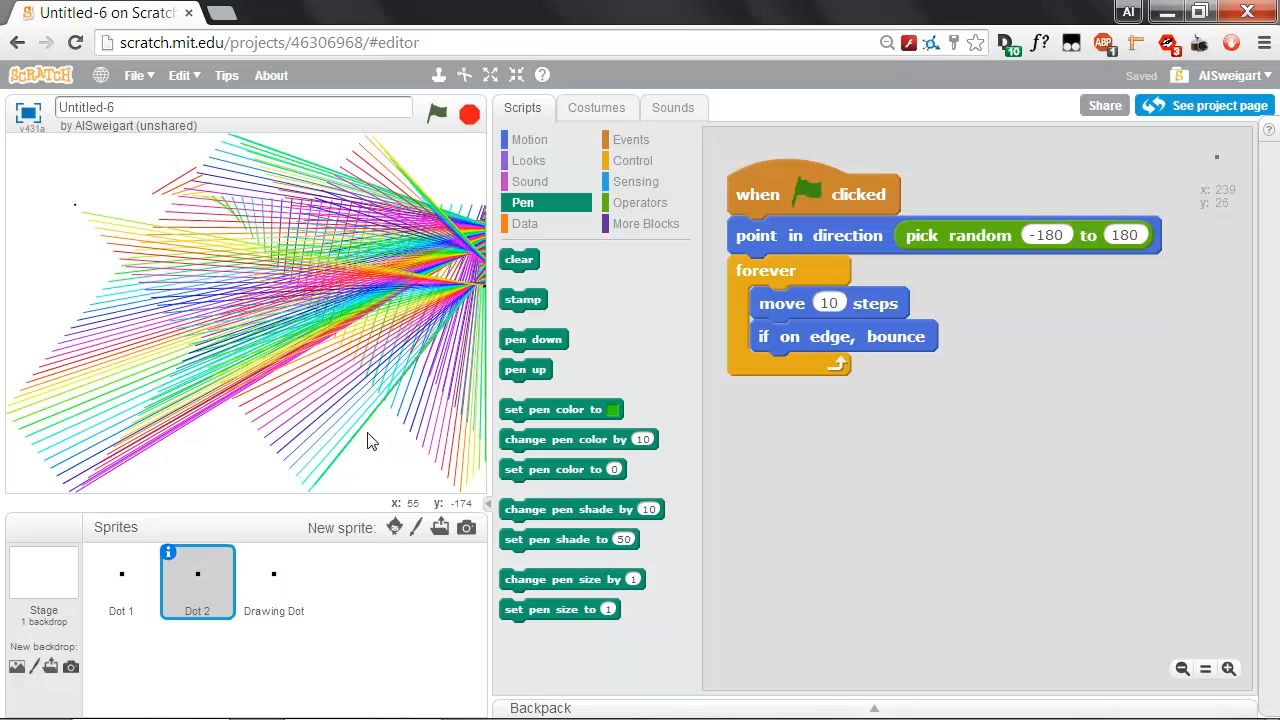 Untitled-6 on Scratch
AI
scratch.mit.edu/projects/46306968/#editor
10
f?
ABP
1
3
SCRATCH
File
Edit
Tips
About
Saved
AlSweigart
Untitled-6
by AlSweigart (unshared)
v431a
Scripts
Costumes
Sounds
Share
See project page
Motion
Events
Looks
Control
Sound
Sensing
Pen
Operators
Data
More Blocks
clear
stamp
pen down
pen up
set pen color to
change pen color by 10
set pen color to 0
change pen shade by 10
set pen shade to 50
change pen size by 1
set pen size to 1
when clicked
point in direction pick random -180 to 180
forever
move 10 steps
if on edge, bounce
x: 239
y: 26
x: 55 y: -174
Sprites
New sprite:
Stage
1 backdrop
New backdrop:
Dot 1
Dot 2
Drawing Dot
Backpack